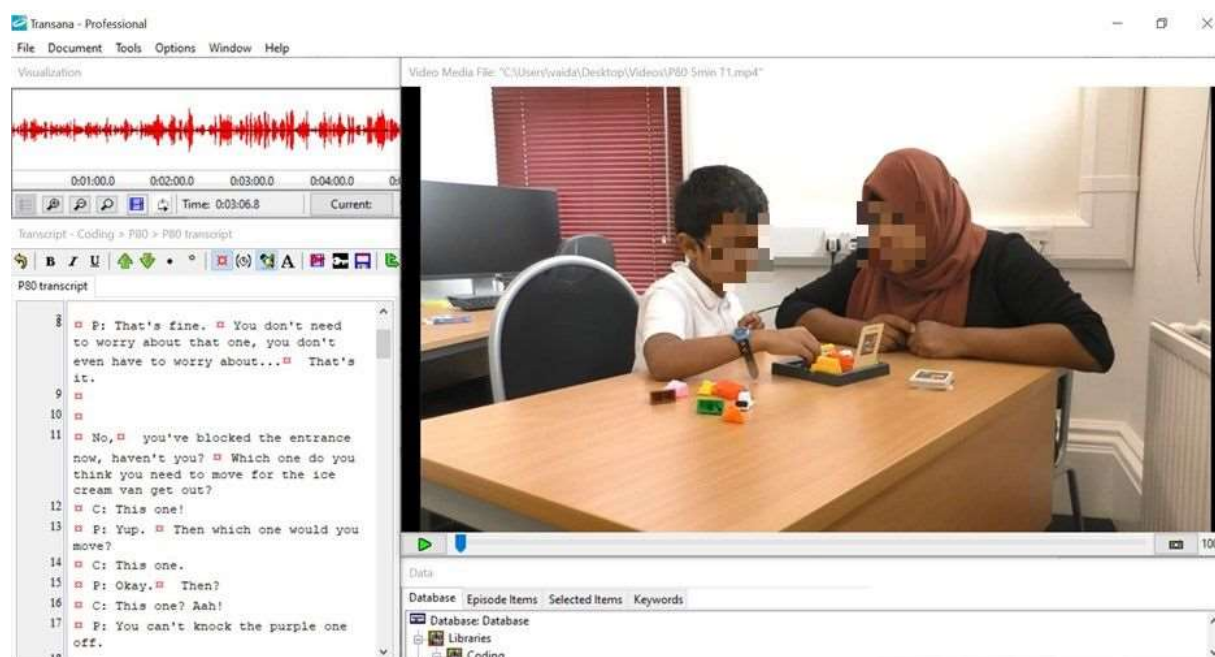 Transana - Professional
File Document Tools Options Window Help
Visualization
Video Media File: "C:\Users\vaida\Desktop\Videos\P80 5min T1.mp4"
0:01:00.0 0:02:00.0 0:03:00.0 0:04:00.0
Time: 0:03:06.8 Current:
Transcript - Coding > P80 > P80 transcript
B I U A
P80 transcript
8 P: That's fine. You don't need
to worry about that one, you don't
even have to worry about... That's
it.
9
10
11 No, you've blocked the entrance
now, haven't you? Which one do you
think you need to move for the ice
cream van get out?
12 C: This one!
13 P: Yup. Then which one would you
move?
14 C: This one.
15 P: Okay. Then?
16 C: This one? Aah!
17 P: You can't knock the purple one
off.
Data
Database Episode Items Selected Items Keywords
Database: Database
Libraries
Coding